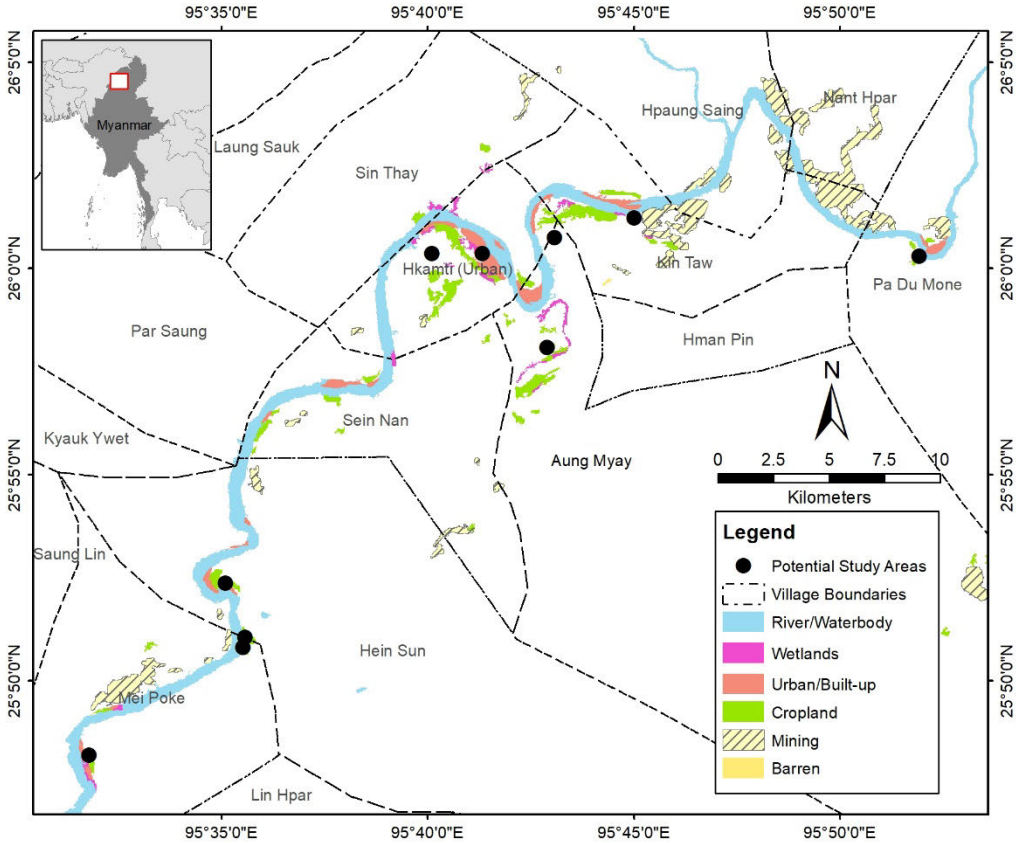 95°35'0"E 95°40'0"E 95°45'0"E 95°50'0"E
26°5'0"N
26°5'0"N
Myanmar
Hpaung Saing
Nant Hpar
Laung Sauk
Sin Thay
26°0'0"N
26°0'0"N
Hkamti (Urban)
Kin Taw
Pa Du Mone
Par Saung
Hman Pin
N
Sein Nan
Kyauk Ywet
Aung Myay
25°55'0"N
25°55'0"N
0 2.5 5 7.5 10
Kilometers
Saung Lin
Hein Sun
25°50'0"N
25°50'0"N
Mei Poke
Lin Hpar
Legend
Potential Study Areas
Village Boundaries
River/Waterbody
Wetlands
Urban/Built-up
Cropland
Mining
Barren
95°35'0"E 95°40'0"E 95°45'0"E 95°50'0"E